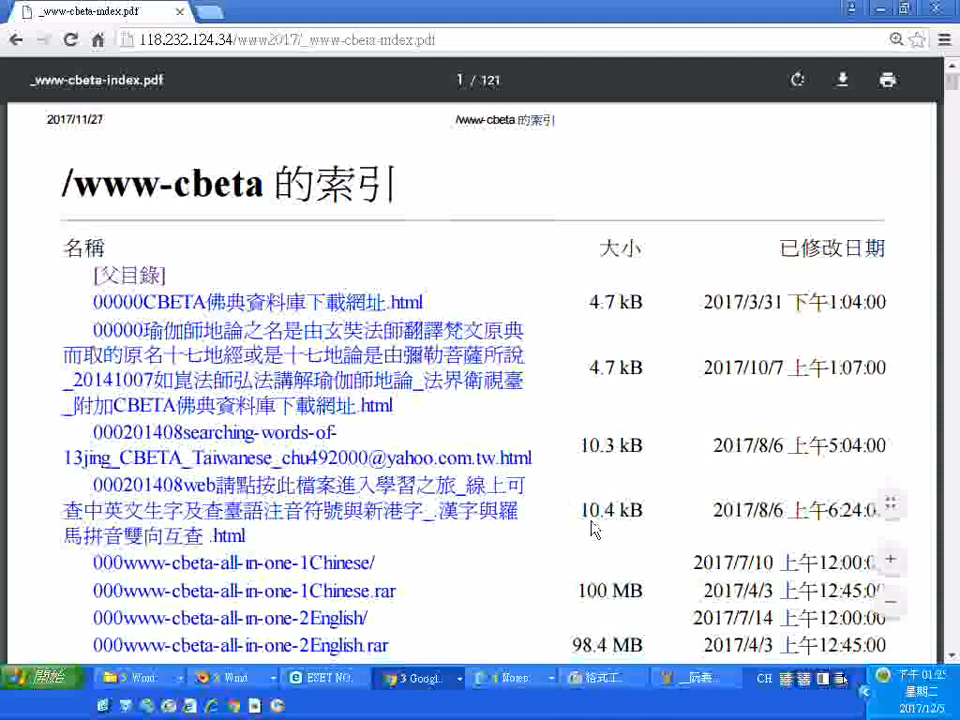 _www-cbeta-index.pdf
118.232.124.34/www2017/_www-cbeta-index.pdf
_www-cbeta-index.pdf
1 / 121
2017/11/27
/www-cbeta 的索引
/www-cbeta 的索引
名稱 大小 已修改日期
[父目錄]
00000CBETA佛典資料庫下載網址.html 4.7 kB 2017/3/31 下午1:04:00
00000瑜伽師地論之名是由玄奘法師翻譯梵文原典
而取的原名十七地經或是十七地論是由彌勒菩薩所說
_20141007如崑法師弘法講解瑜伽師地論_法界衛視臺
_附加CBETA佛典資料庫下載網址.html
4.7 kB 2017/10/7 上午1:07:00
000201408searching-words-of-
13jing_CBETA_Taiwanese_chu492000@yahoo.com.tw.html
10.3 kB 2017/8/6 上午5:04:00
000201408web請點按此檔案進入學習之旅_線上可
查中英文生字及查臺語注音符號與新港字_.漢字與羅
馬拼音雙向互查 .html
10.4 kB 2017/8/6 上午6:24:0
000www-cbeta-all-in-one-1Chinese/ 2017/7/10 上午12:00:0
000www-cbeta-all-in-one-1Chinese.rar 100 MB 2017/4/3 上午12:45:00
000www-cbeta-all-in-one-2English/ 2017/7/14 上午12:00:00
000www-cbeta-all-in-one-2English.rar 98.4 MB 2017/4/3 上午12:45:00
開始
5 Wind
5 Wind
ESET NO
3 Googl
4 Notep
格式工
CH
下午 01:25
星期二
2017/12/5